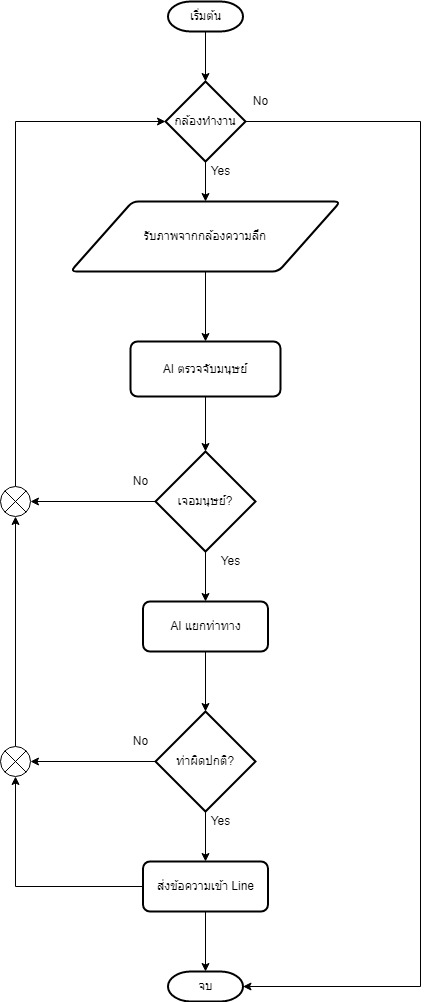 เริ่มต้น
กล้องทำงาน
No
Yes
รับภาพจากกล้องความลึก
AI ตรวจจับมนุษย์
No
เจอมนุษย์?
Yes
AI แยกท่าทาง
No
ท่าผิดปกติ?
Yes
ส่งข้อความเข้า Line
จบ